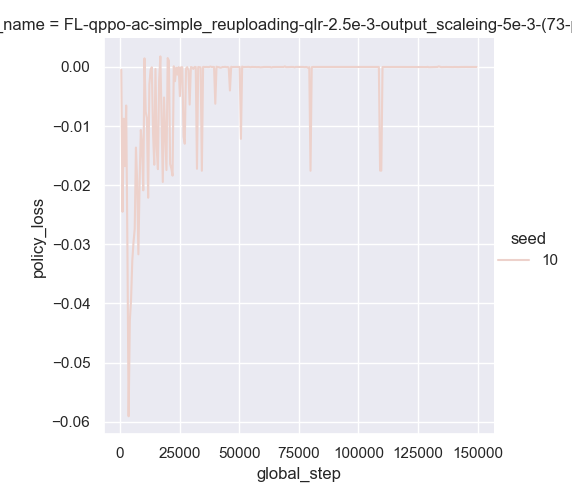 _name = FL-qppo-ac-simple_reuploading-qlr-2.5e-3-output_scaleing-5e-3-(73-p
0.00
−0.01
−0.02
−0.03
−0.04
−0.05
−0.06
policy_loss
0 25000 50000 75000 100000 125000 150000
global_step
seed
10